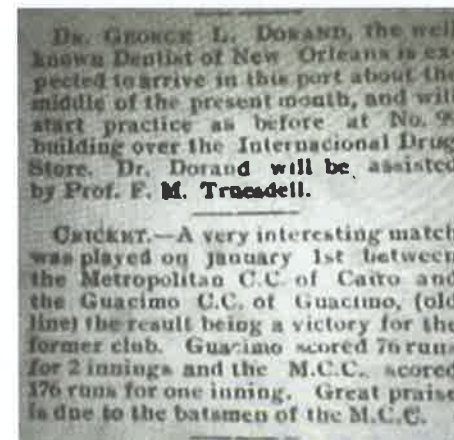 DR. GEORGE L. DORAND, the well
known Dentist of New Orleans is ex-
pected to arrive in this port about the
middle of the present month, and will
start practice as before at No. 99
building over the Internacional Drug
Store. Dr. Dorand will be assisted
by Prof. F. M. Truesdell.
CRICKET.—A very interesting match
was played on january 1st between
the Metropolitan C.C. of Cairo and
the Guacimo C.C. of Guacimo, (old
line) the result being a victory for the
former club. Guacimo scored 76 runs
for 2 innings and the M.C.C. scored
176 runs for one inning. Great praise
is due to the batsmen of the M.C.C.